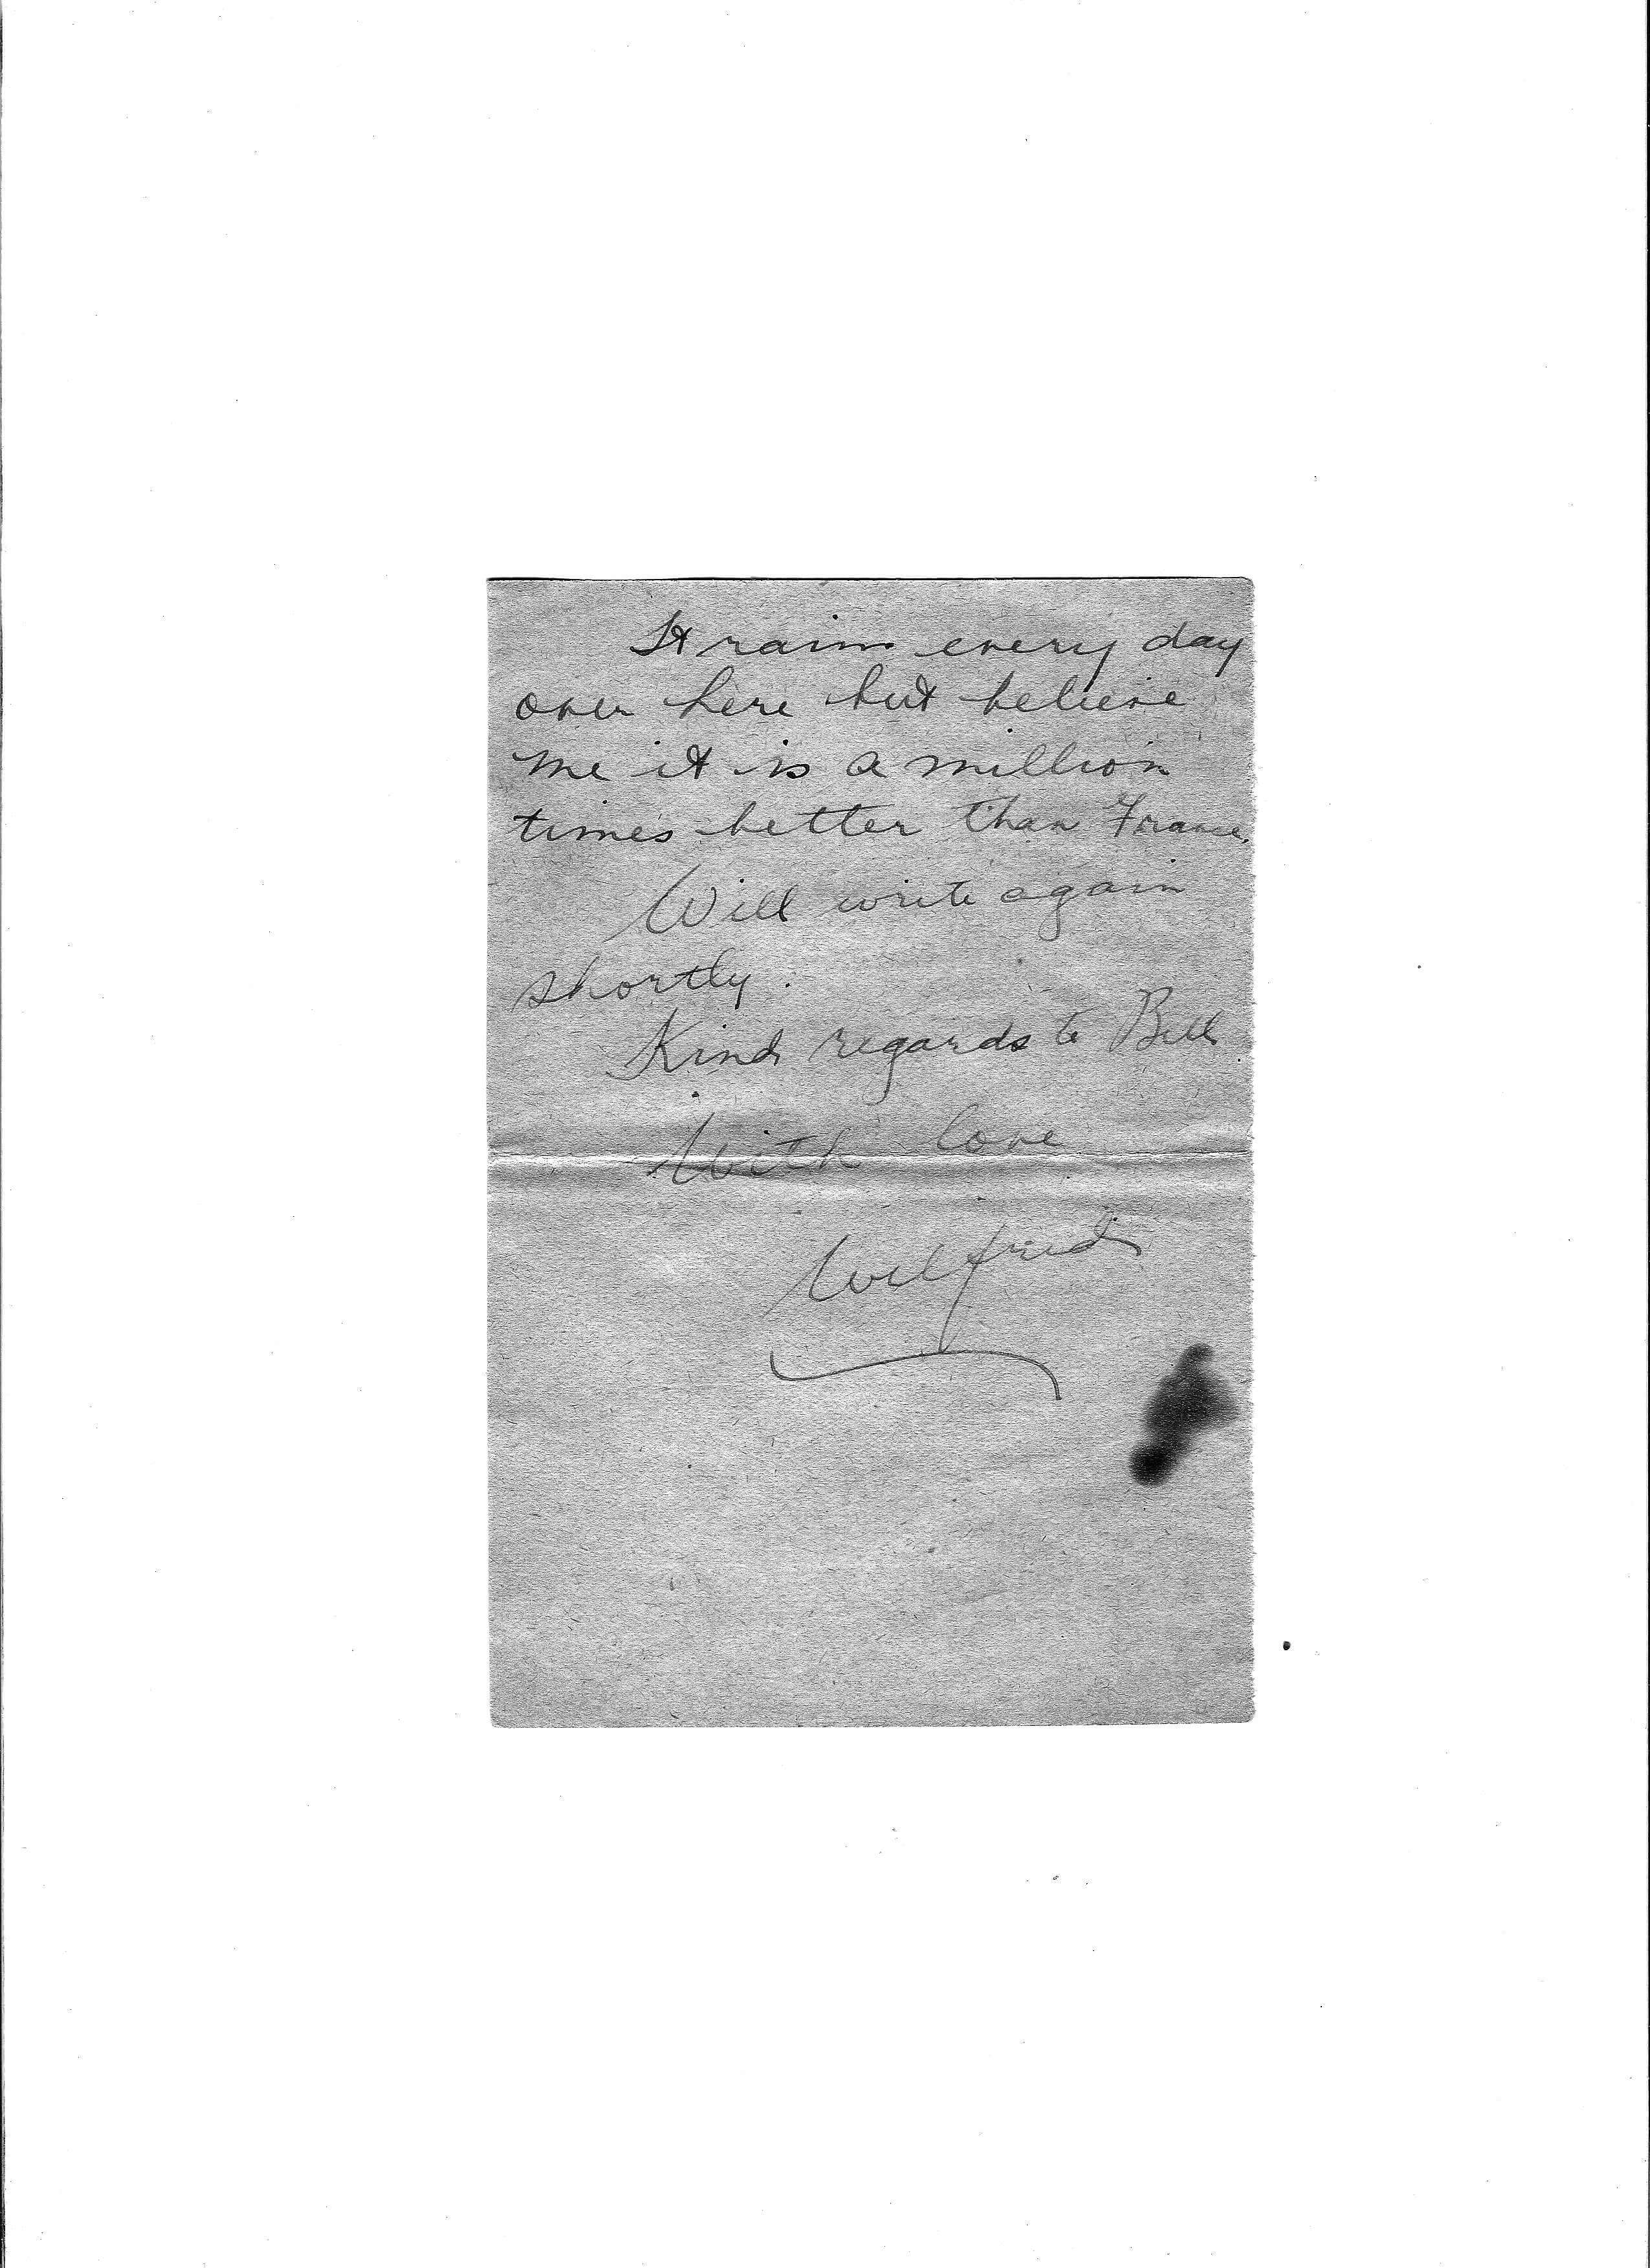 It rains every day
over here but believe
me it is a million
times better than France.
Will write again
shortly.
Kind regards to Bill
With love
Wilfried